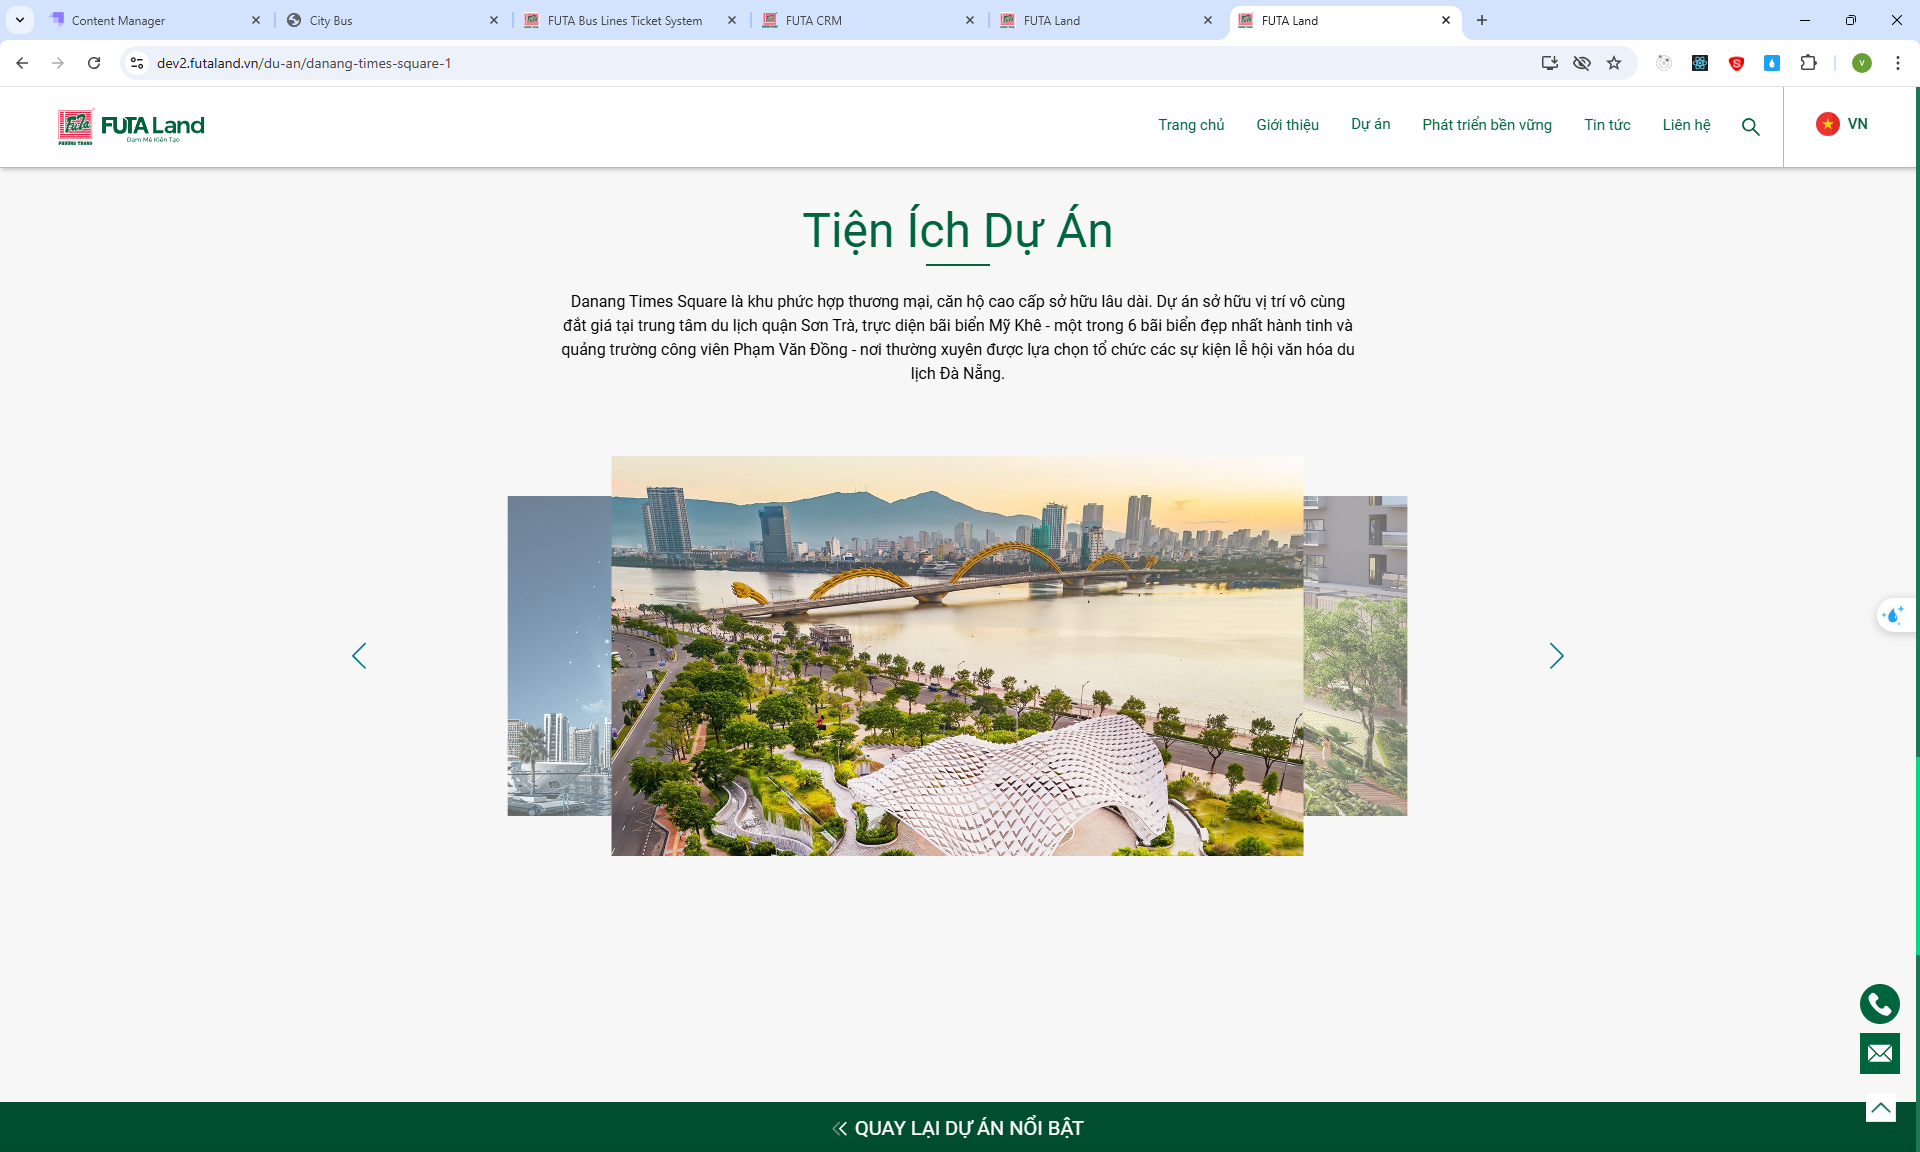 Content Manager
City Bus
FUTA Bus Lines Ticket System
FUTA CRM
FUTA Land
FUTA Land
dev2.futaland.vn/du-an/danang-times-square-1
V
FuTa
PHƯƠNG TRANG
FUTA Land
Đam Mê Kiến Tạo
Trang chủ
Giới thiệu
Dự án
Phát triển bền vững
Tin tức
Liên hệ
VN
Tiện Ích Dự Án
Danang Times Square là khu phức hợp thương mại, căn hộ cao cấp sở hữu lâu dài. Dự án sở hữu vị trí vô cùng
đắt giá tại trung tâm du lịch quận Sơn Trà, trực diện bãi biển Mỹ Khê - một trong 6 bãi biển đẹp nhất hành tinh và
quảng trường công viên Phạm Văn Đồng - nơi thường xuyên được lựa chọn tổ chức các sự kiện lễ hội văn hóa du
lịch Đà Nẵng.
QUAY LẠI DỰ ÁN NỔI BẬT